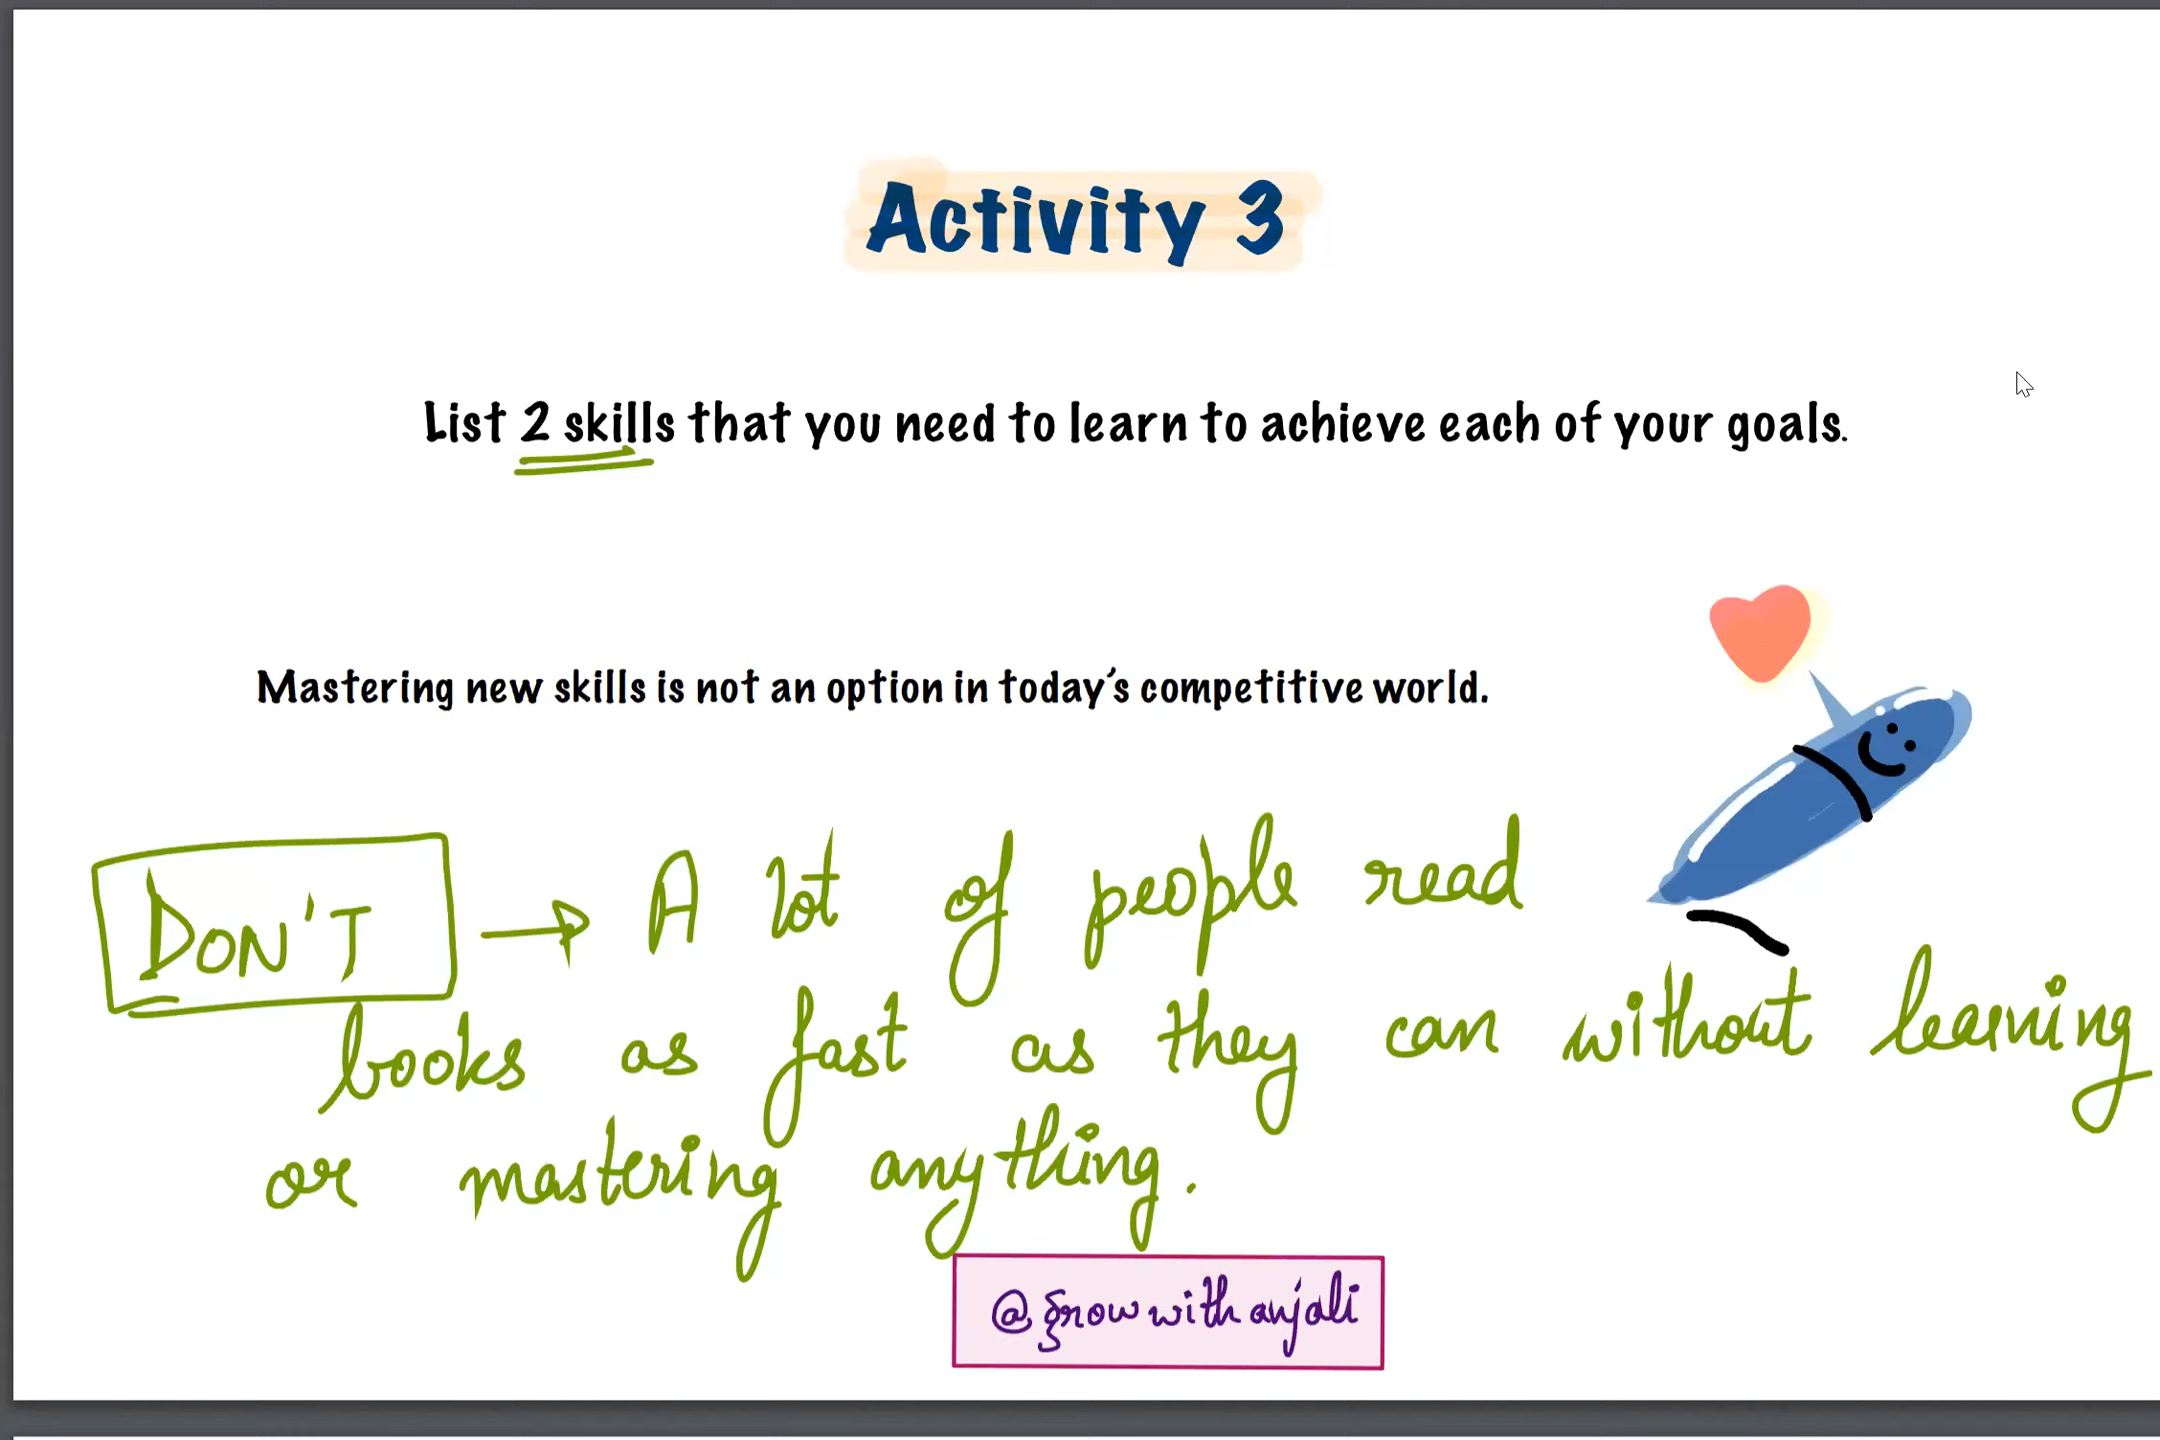 Activity 3
List 2 skills that you need to learn to achieve each of your goals.
Mastering new skills is not an option in today's competitive world.
DON'T → A lot of people read
books as fast as they can without learning
or mastering anything.
@growwithanjali